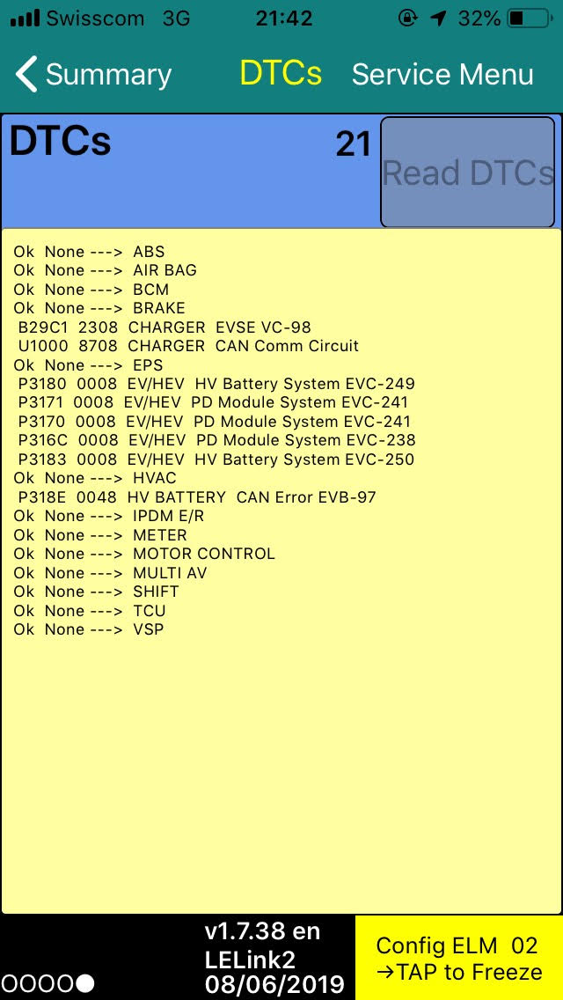 Swisscom 3G 21:42 32%
Summary DTCs Service Menu
DTCs 21 Read DTCs
Ok None ---> ABS
Ok None ---> AIR BAG
Ok None ---> BCM
Ok None ---> BRAKE
B29C1 2308 CHARGER EVSE VC-98
U1000 8708 CHARGER CAN Comm Circuit
Ok None ---> EPS
P3180 0008 EV/HEV HV Battery System EVC-249
P3171 0008 EV/HEV PD Module System EVC-241
P3170 0008 EV/HEV PD Module System EVC-241
P316C 0008 EV/HEV PD Module System EVC-238
P3183 0008 EV/HEV HV Battery System EVC-250
Ok None ---> HVAC
P318E 0048 HV BATTERY CAN Error EVB-97
Ok None ---> IPDM E/R
Ok None ---> METER
Ok None ---> MOTOR CONTROL
Ok None ---> MULTI AV
Ok None ---> SHIFT
Ok None ---> TCU
Ok None ---> VSP
v1.7.38 en
LELink2
08/06/2019
Config ELM 02
→TAP to Freeze